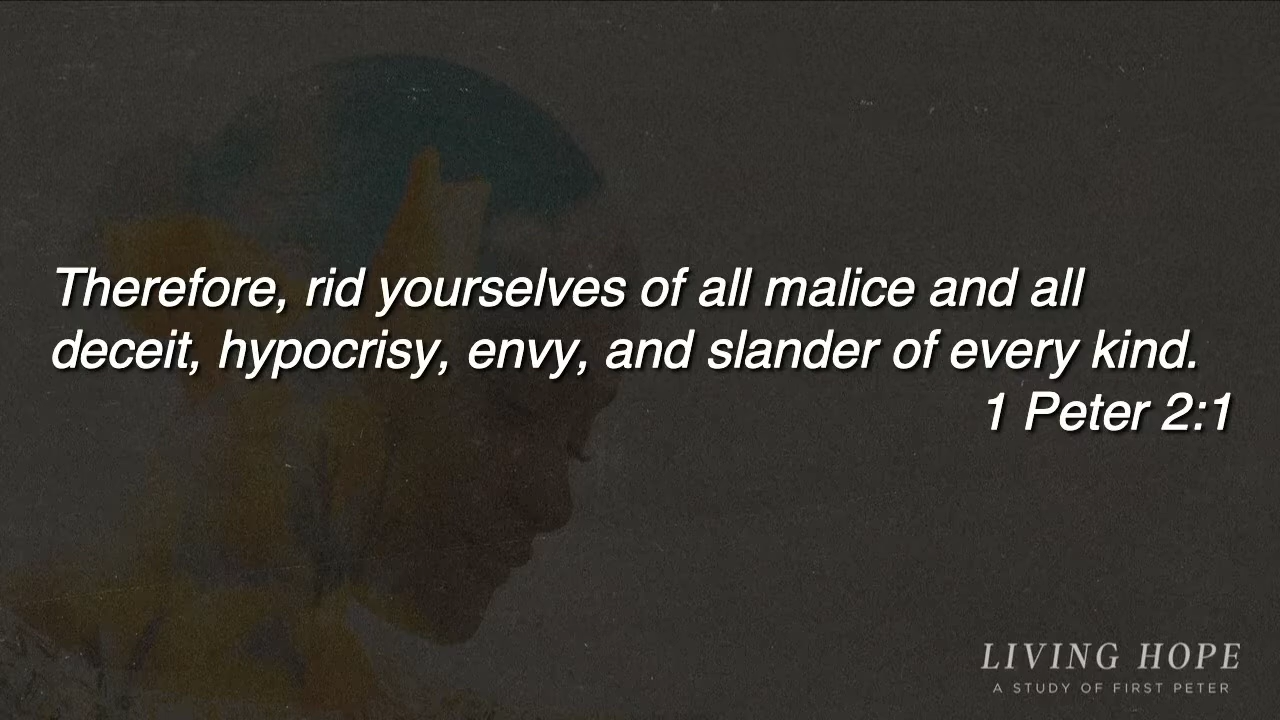 Therefore, rid yourselves of all malice and all
deceit, hypocrisy, envy, and slander of every kind.
1 Peter 2:1
LIVING HOPE
A STUDY OF FIRST PETER